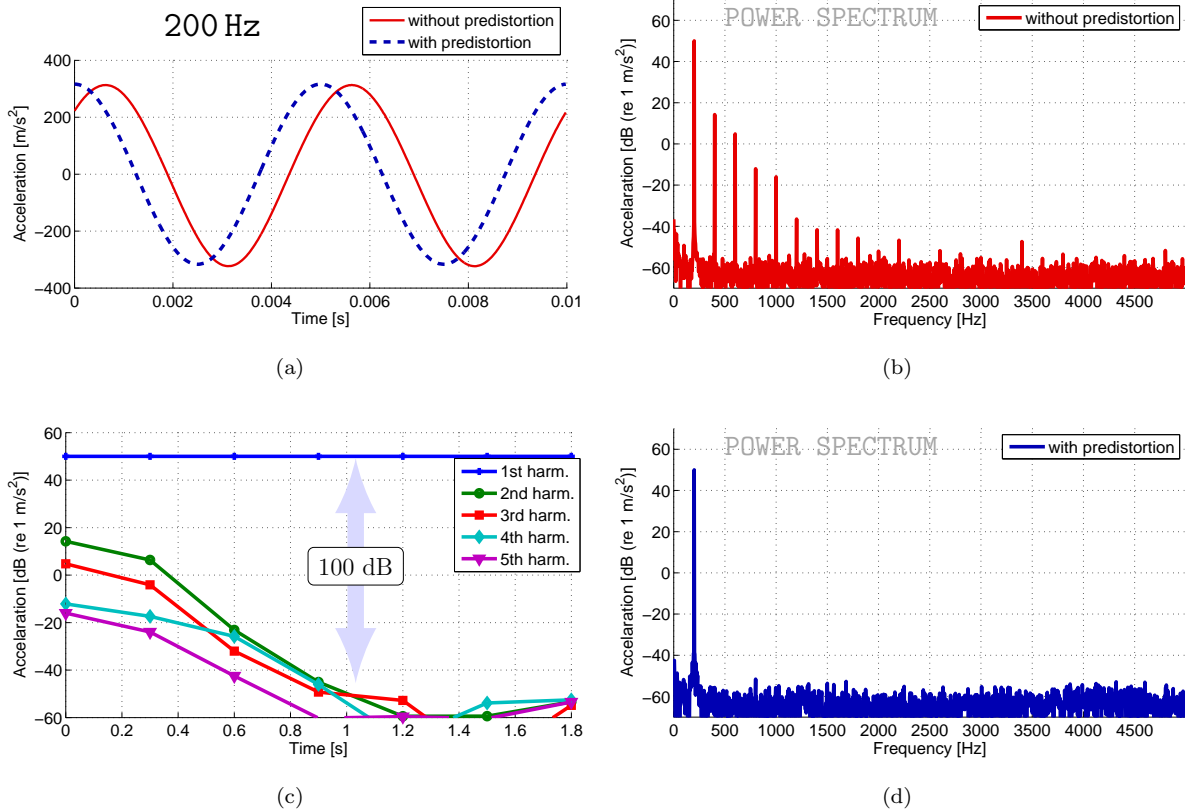 200 Hz
without predistortion
with predistortion
Acceleration [m/s²]
400
200
0
−200
−400
0
0.002
0.004
0.006
0.008
0.01
Time [s]
(a)
POWER SPECTRUM
without predistortion
Accelaration [dB (re 1 m/s²)]
60
40
20
0
−20
−40
−60
0
500
1000
1500
2000
2500
3000
3500
4000
4500
Frequency [Hz]
(b)
Accelaration [dB (re 1 m/s²)]
60
40
20
0
−20
−40
−60
1st harm.
2nd harm.
3rd harm.
4th harm.
5th harm.
100 dB
0
0.2
0.4
0.6
0.8
1
1.2
1.4
1.6
1.8
Time [s]
(c)
POWER SPECTRUM
with predistortion
Accelaration [dB (re 1 m/s²)]
60
40
20
0
−20
−40
−60
0
500
1000
1500
2000
2500
3000
3500
4000
4500
Frequency [Hz]
(d)